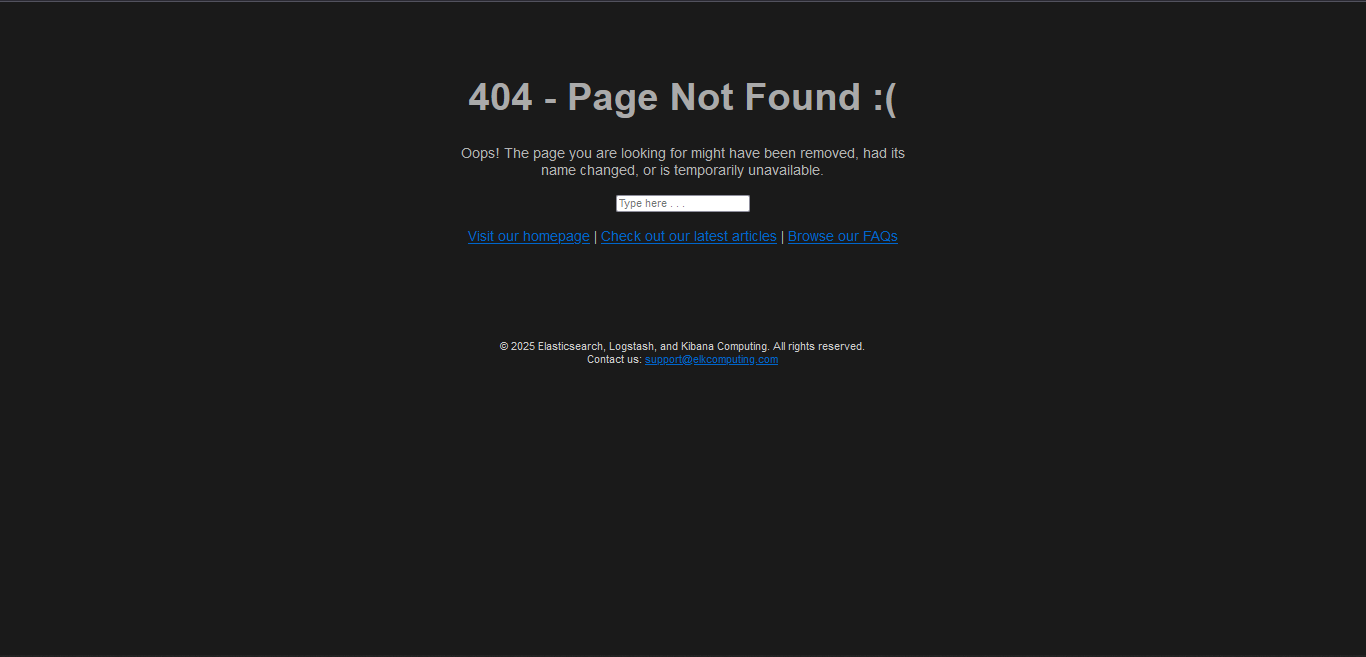 404 - Page Not Found :(
Oops! The page you are looking for might have been removed, had its
name changed, or is temporarily unavailable.
Type here . . .
Visit our homepage | Check out our latest articles | Browse our FAQs
© 2025 Elasticsearch, Logstash, and Kibana Computing. All rights reserved.
Contact us: support@elkcomputing.com